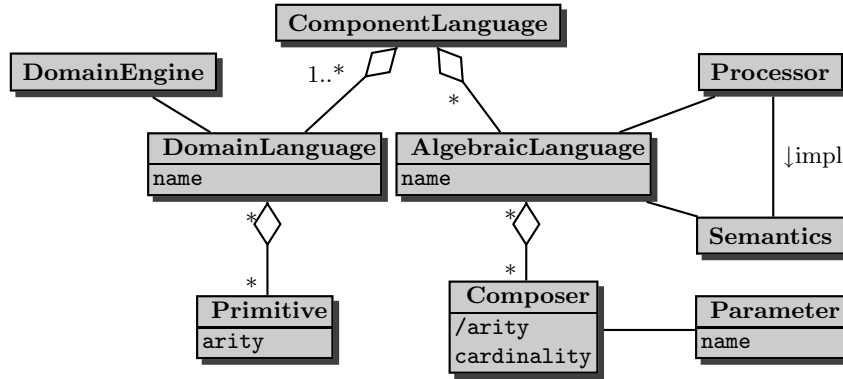 ComponentLanguage
1..*
*
DomainEngine
Processor
DomainLanguage
name
AlgebraicLanguage
name
↓impl
*
*
Semantics
*
*
Primitive
arity
Composer
/arity
cardinality
Parameter
name